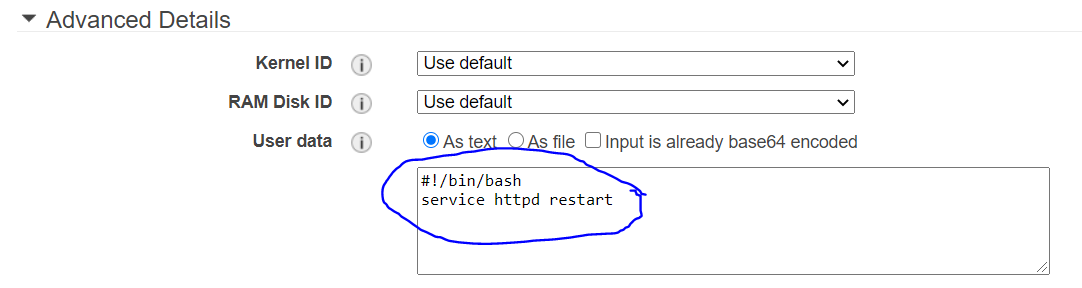 Advanced Details
Kernel ID i Use default
RAM Disk ID i Use default
User data i As text As file Input is already base64 encoded
#!/bin/bash
service httpd restart